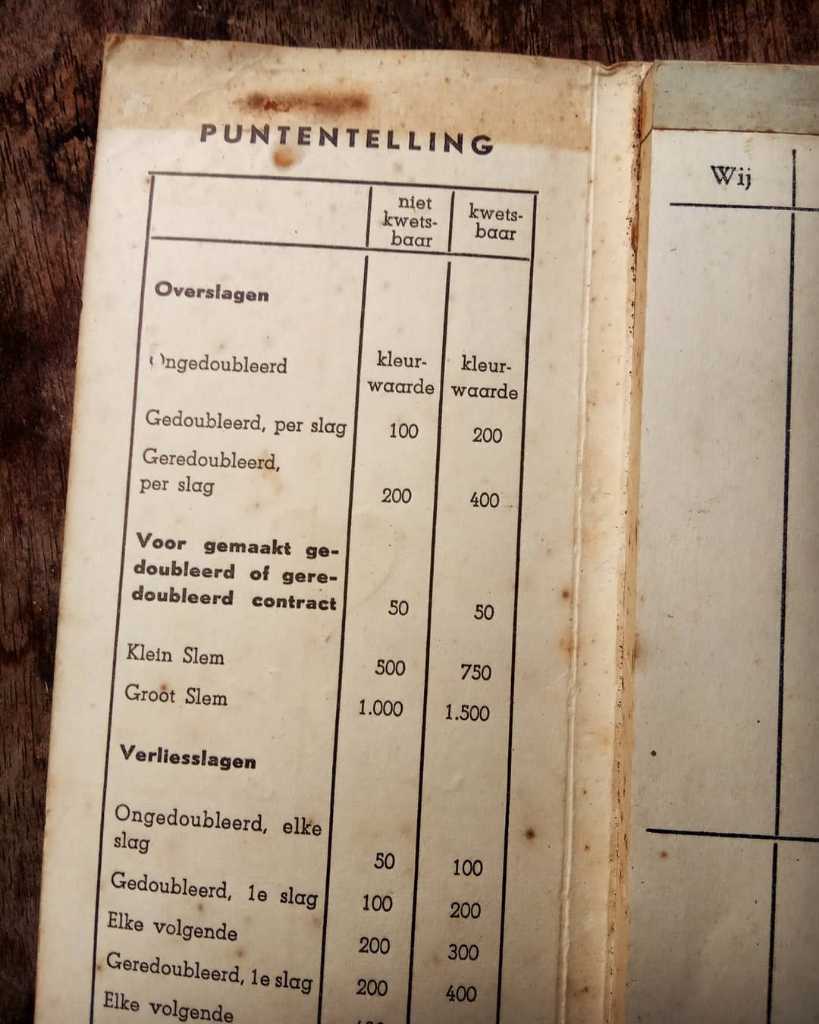 PUNTENTELLING
niet kwets-
kwets- baar
baar
Overslagen
Ongedoubleerd kleur- kleur-
waarde waarde
Gedoubleerd, per slag 100 200
Geredoubleerd,
per slag 200 400
Voor gemaakt ge-
doubleerd of gere-
doubleerd contract 50 50
Klein Slem 500 750
Groot Slem 1.000 1.500
Verliesslagen
Ongedoubleerd, elke
slag 50 100
Gedoubleerd, 1e slag 100 200
Elke volgende 200 300
Geredoubleerd, 1e slag 200 400
Elke volgende
Wij